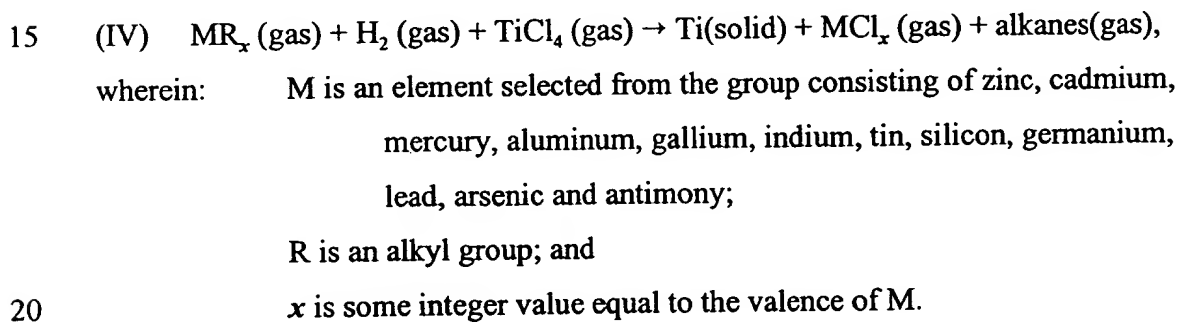 15 (IV) MRₓ (gas) + H₂ (gas) + TiCl₄ (gas) → Ti(solid) + MClₓ (gas) + alkanes(gas),
wherein: M is an element selected from the group consisting of zinc, cadmium,
mercury, aluminum, gallium, indium, tin, silicon, germanium,
lead, arsenic and antimony;
R is an alkyl group; and
20 x is some integer value equal to the valence of M.